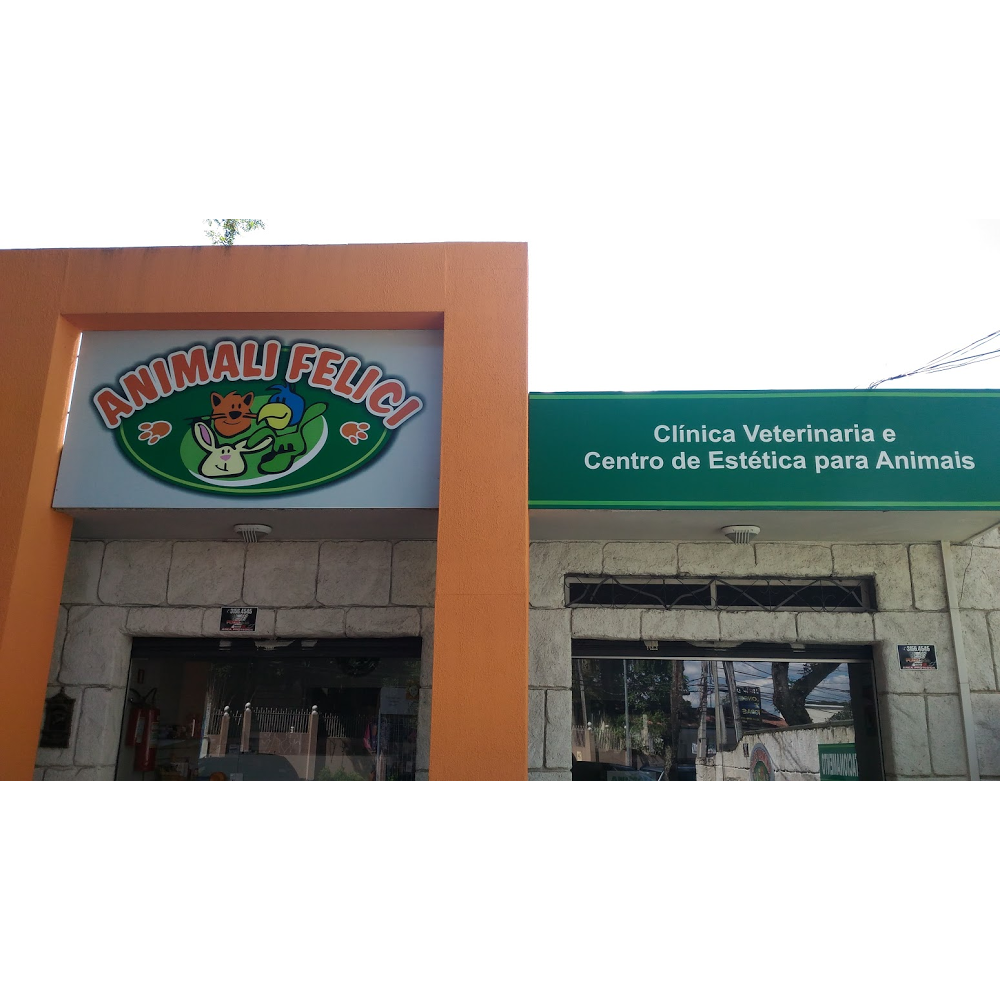 ANIMALI FELICI
Clínica Veterinaria e
Centro de Estética para Animais